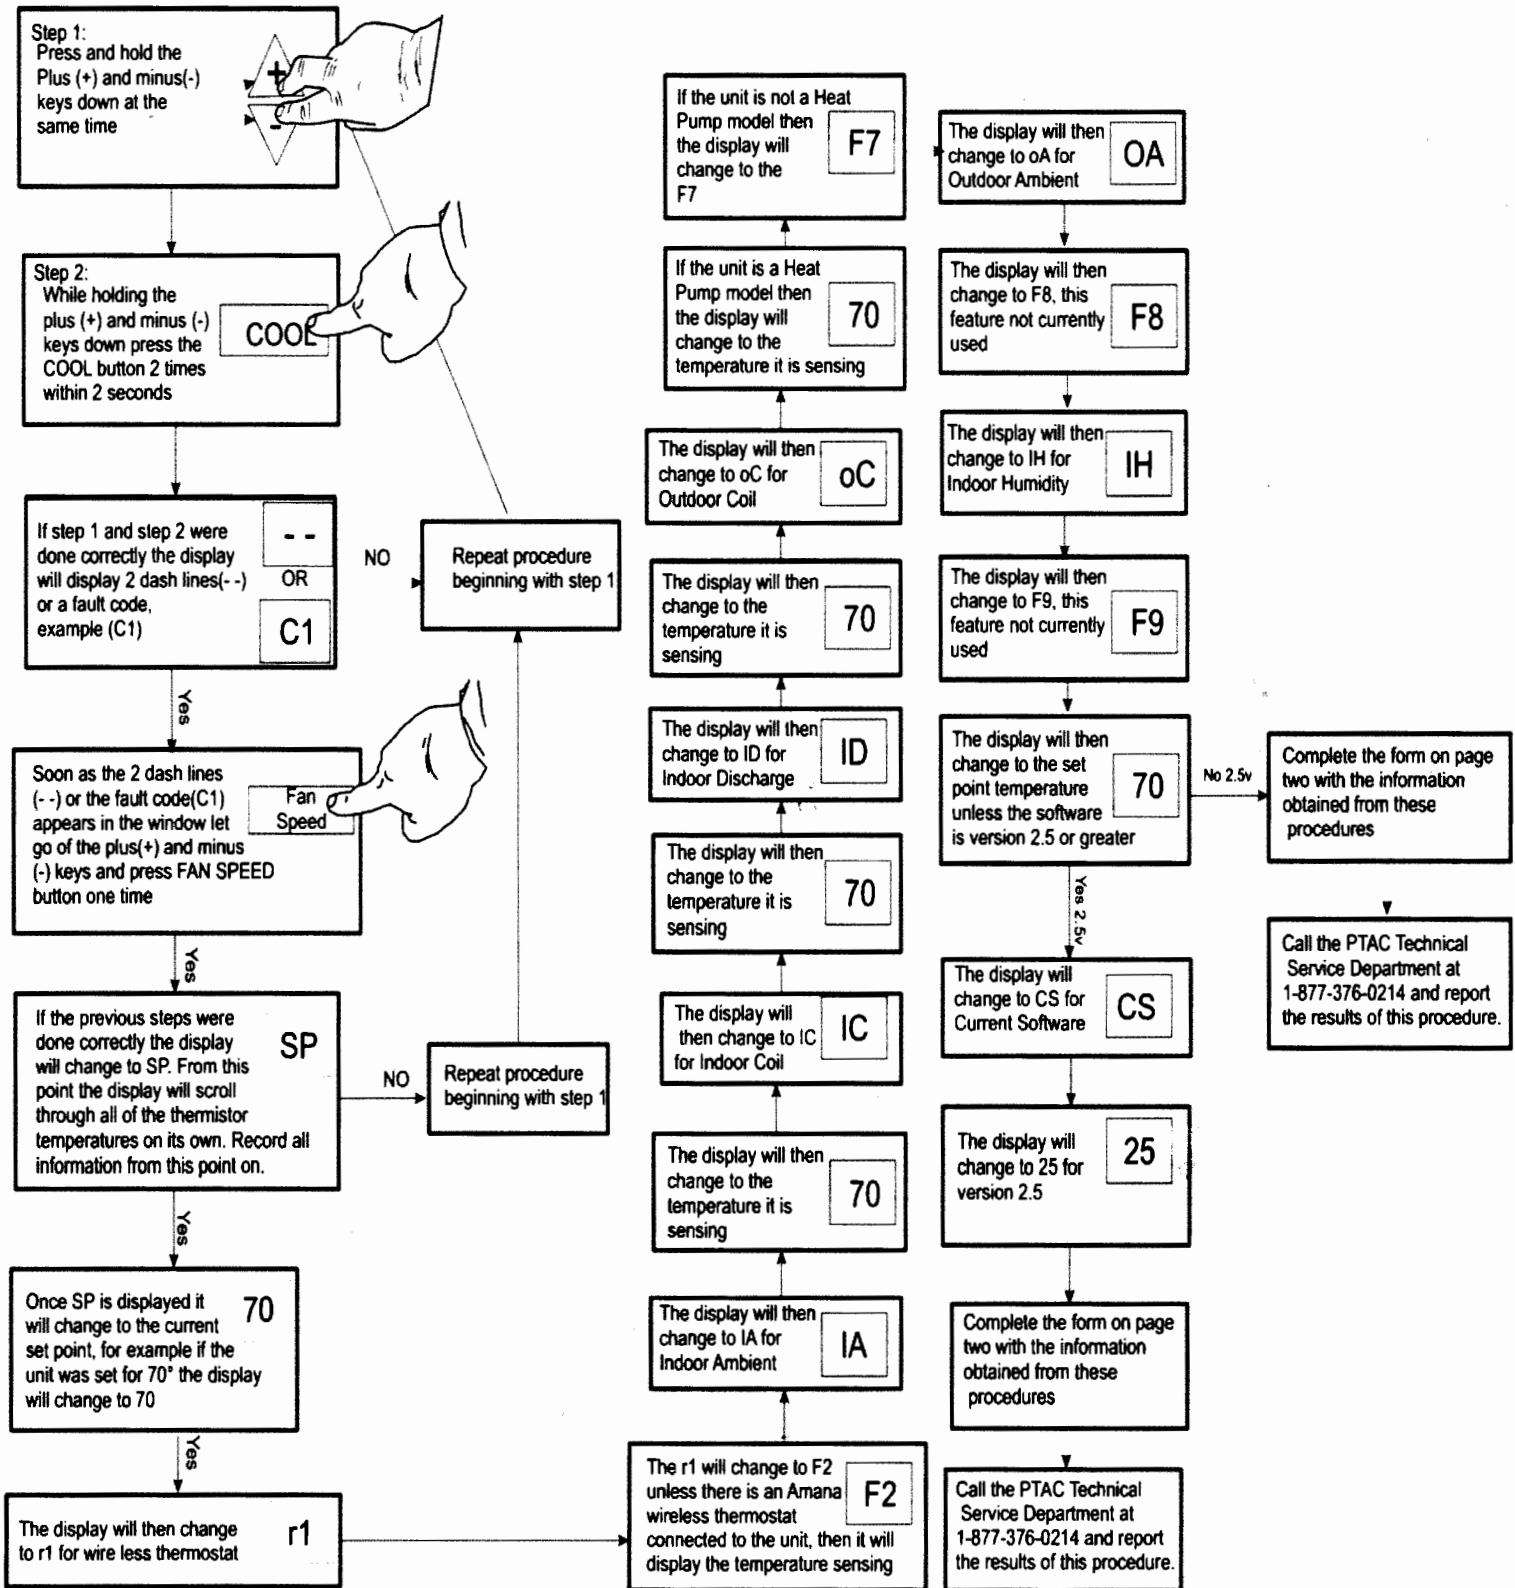 Step 1:
Press and hold the
Plus (+) and minus(-)
keys down at the
same time
+
-
Step 2:
While holding the
plus (+) and minus (-)
keys down press the
COOL button 2 times
within 2 seconds
COOL
If step 1 and step 2 were
done correctly the display
will display 2 dash lines(- -)
or a fault code,
example (C1)
- -
OR
C1
NO
Repeat procedure
beginning with step 1
Yes
Soon as the 2 dash lines
(- -) or the fault code(C1)
appears in the window let
go of the plus(+) and minus
(-) keys and press FAN SPEED
button one time
Fan
Speed
Yes
If the previous steps were
done correctly the display
will change to SP. From this
point the display will scroll
through all of the thermistor
temperatures on its own. Record all
information from this point on.
SP
NO
Repeat procedure
beginning with step 1
Yes
Once SP is displayed it
will change to the current
set point, for example if the
unit was set for 70° the display
will change to 70
70
Yes
The display will then change
to r1 for wire less thermostat
r1
The r1 will change to F2
unless there is an Amana
wireless thermostat
connected to the unit, then it will
display the temperature sensing
F2
The display will then
change to IA for
Indoor Ambient
IA
The display will then
change to the
temperature it is
sensing
70
The display will
then change to IC
for Indoor Coil
IC
The display will then
change to the
temperature it is
sensing
70
The display will then
change to ID for
Indoor Discharge
ID
The display will then
change to the
temperature it is
sensing
70
The display will then
change to oC for
Outdoor Coil
oC
If the unit is a Heat
Pump model then
the display will
change to the
temperature it is sensing
70
If the unit is not a Heat
Pump model then
the display will
change to the
F7
F7
The display will then
change to oA for
Outdoor Ambient
OA
The display will then
change to F8, this
feature not currently
used
F8
The display will then
change to IH for
Indoor Humidity
IH
The display will then
change to F9, this
feature not currently
used
F9
The display will then
change to the set
point temperature
unless the software
is version 2.5 or greater
70
No 2.5v
Complete the form on page
two with the information
obtained from these
procedures
Call the PTAC Technical
Service Department at
1-877-376-0214 and report
the results of this procedure.
Yes 2.5v
The display will
change to CS for
Current Software
CS
The display will
change to 25 for
version 2.5
25
Complete the form on page
two with the information
obtained from these
procedures
Call the PTAC Technical
Service Department at
1-877-376-0214 and report
the results of this procedure.